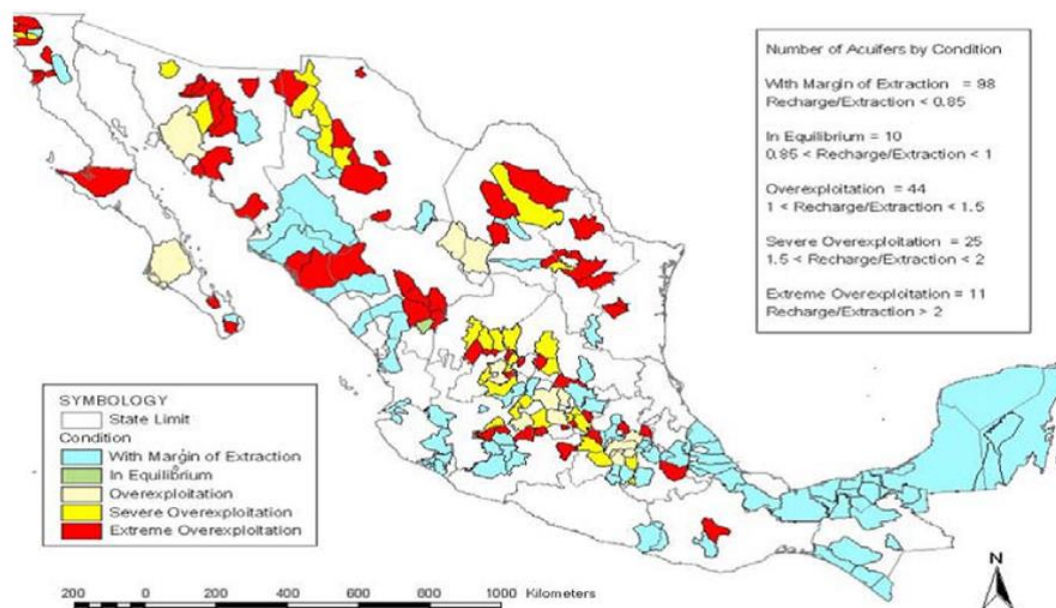 Number of Acuifers by Condition
With Margin of Extraction = 98
Recharge/Extraction < 0.85
In Equilibrium = 10
0.85 < Recharge/Extraction < 1
Overexploitation = 44
1 < Recharge/Extraction < 1.5
Severe Overexploitation = 25
1.5 < Recharge/Extraction < 2
Extreme Overexploitation = 11
Recharge/Extraction > 2
SYMBOLOGY
State Limit
Condition
With Margin of Extraction
In Equilibrium
Overexploitation
Severe Overexploitation
Extreme Overexploitation
200 0 200 400 600 800 1000 Kilometers
N